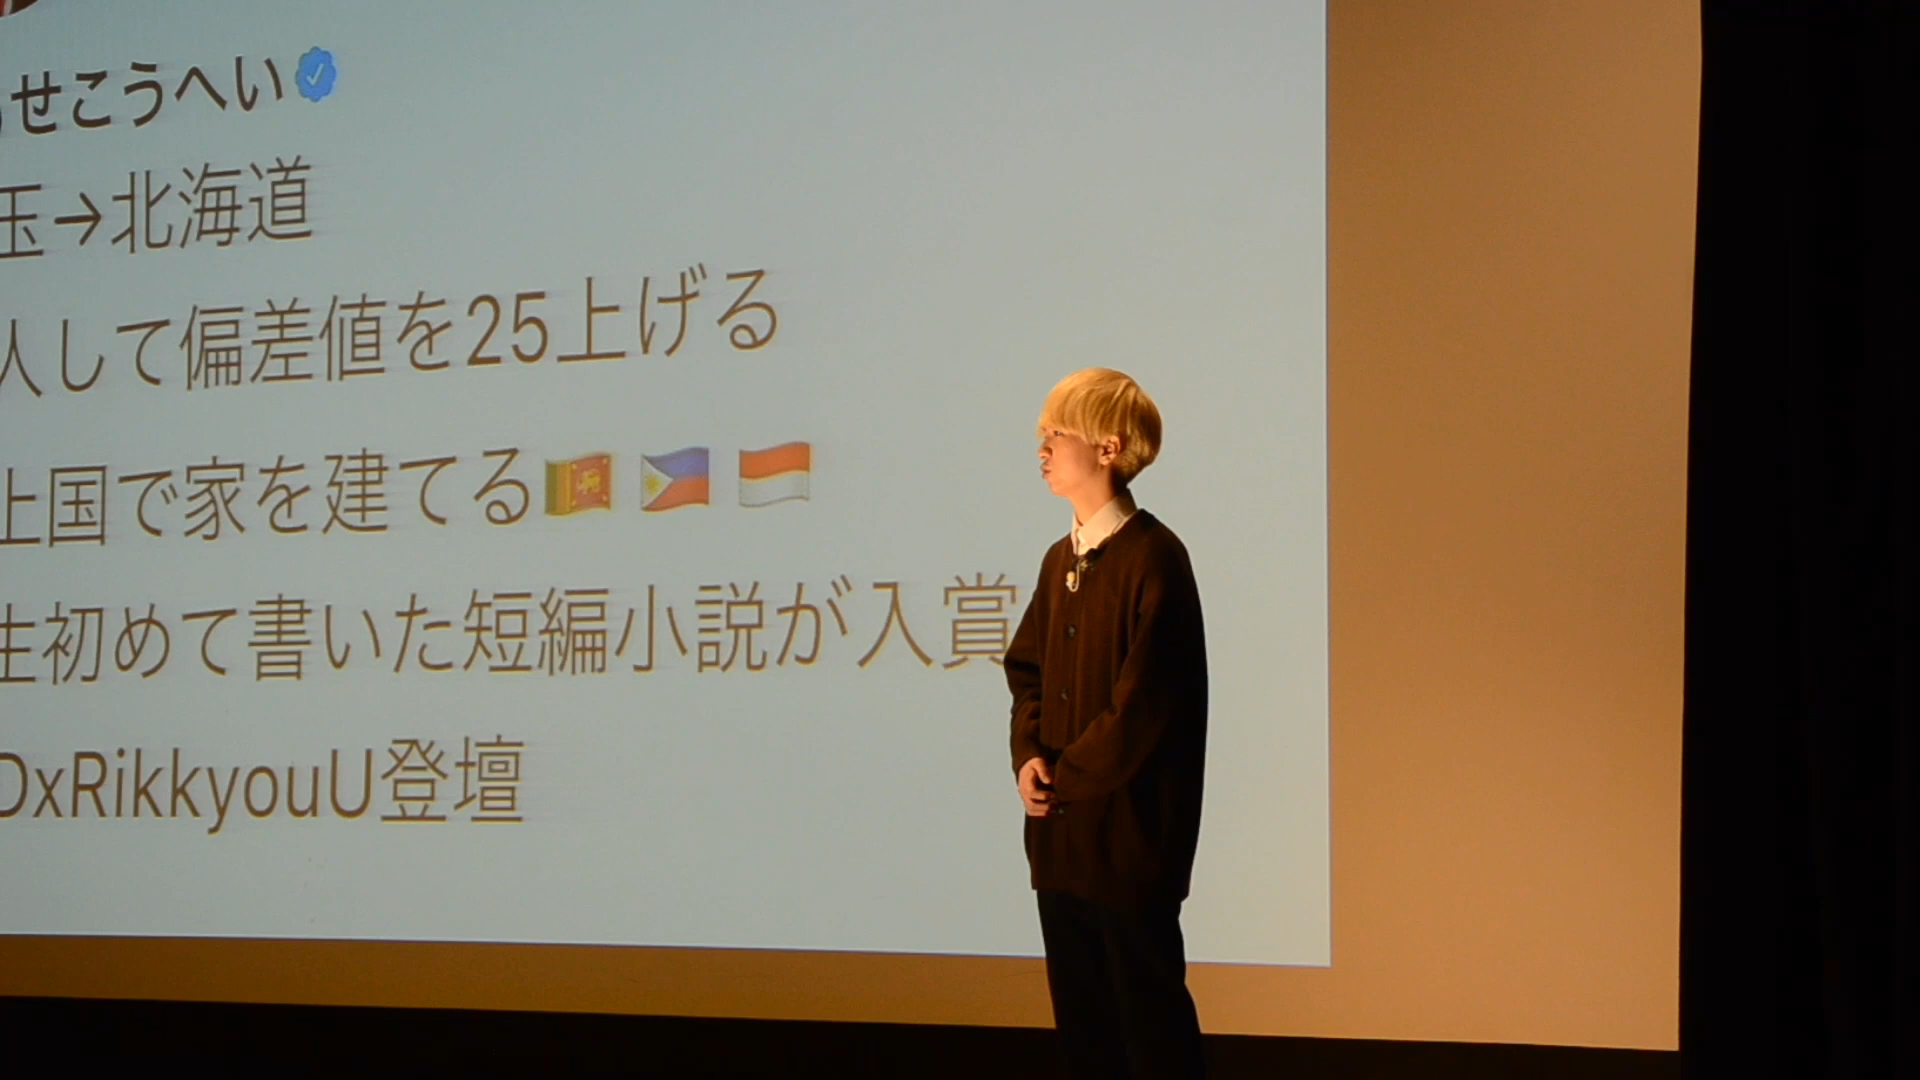 せこうへい
玉→北海道
人して偏差値を25上げる
上国で家を建てる
生初めて書いた短編小説が入賞
DxRikkyouU登壇